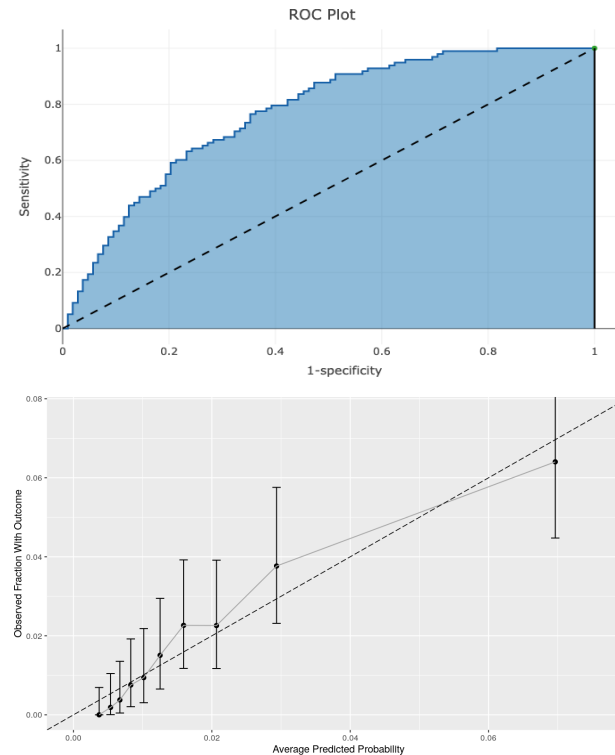 ROC Plot
1
0.8
0.6
0.4
0.2
0
Sensitivity
0 0.2 0.4 0.6 0.8 1
1-specificity
0.08
0.06
0.04
0.02
0.00
Observed Fraction With Outcome
0.00 0.02 0.04 0.06
Average Predicted Probability